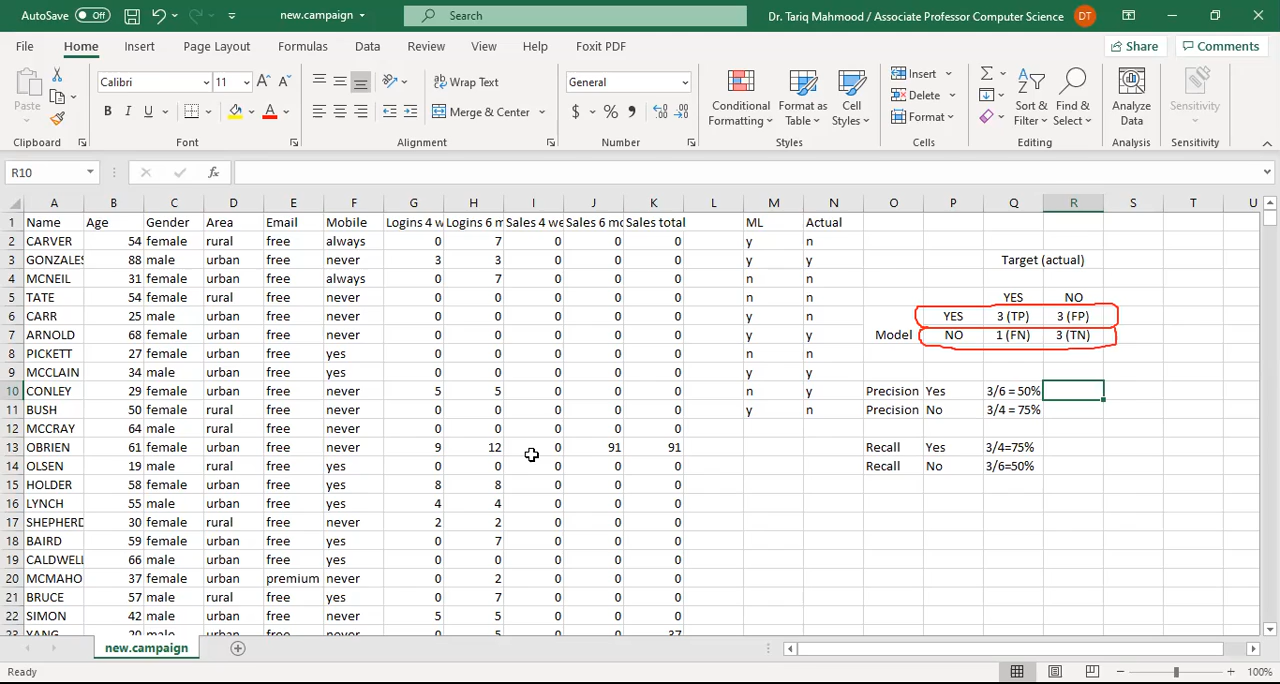 AutoSave Off new.campaign Search Dr. Tariq Mahmood / Associate Professor Computer Science DT
File Home Insert Page Layout Formulas Data Review View Help Foxit PDF Share Comments
Paste Calibri 11 A A Wrap Text General Conditional Formatting Format as Table Cell Styles Insert Σ Sort & Filter Find & Select Analyze Data Sensitivity
B I U A Merge & Center $ % , Delete
Format
Clipboard Font Alignment Number Styles Cells Editing Analysis Sensitivity
R10 fx
A B C D E F G H I J K L M N O P Q R S T U
1 Name Age Gender Area Email Mobile Logins 4 w Logins 6 m Sales 4 we Sales 6 mo Sales total ML Actual
2 CARVER 54 female rural free always 0 7 0 0 0 y n
3 GONZALES 88 male urban free never 3 3 0 0 0 y y Target (actual)
4 MCNEIL 31 female urban free always 0 7 0 0 0 n n
5 TATE 54 female rural free never 0 0 0 0 0 n n YES NO
6 CARR 25 male urban free never 0 0 0 0 0 y n YES 3 (TP) 3 (FP)
7 ARNOLD 68 female urban free never 0 0 0 0 0 y y Model NO 1 (FN) 3 (TN)
8 PICKETT 27 female urban free yes 0 0 0 0 0 n n
9 MCCLAIN 34 male urban free yes 0 0 0 0 0 y y
10 CONLEY 29 female urban free never 5 5 0 0 0 n y Precision Yes 3/6 = 50%
11 BUSH 50 female rural free never 0 0 0 0 0 y n Precision No 3/4 = 75%
12 MCCRAY 64 male rural free never 0 0 0 0 0
13 OBRIEN 61 female urban free never 9 12 0 91 91 Recall Yes 3/4=75%
14 OLSEN 19 male rural free yes 0 0 0 0 0 Recall No 3/6=50%
15 HOLDER 58 female urban free yes 8 8 0 0 0
16 LYNCH 55 male urban free yes 4 4 0 0 0
17 SHEPHERD 30 female rural free never 2 2 0 0 0
18 BAIRD 59 female urban free yes 0 7 0 0 0
19 CALDWELL 66 male urban free yes 0 0 0 0 0
20 MCMAHO 37 female urban premium never 0 2 0 0 0
21 BRUCE 57 male rural free yes 0 7 0 0 0
22 SIMON 42 male urban free never 5 5 0 0 0
23 YANG 20 male urban free never 0 5 0 0 37
new.campaign
Ready 100%